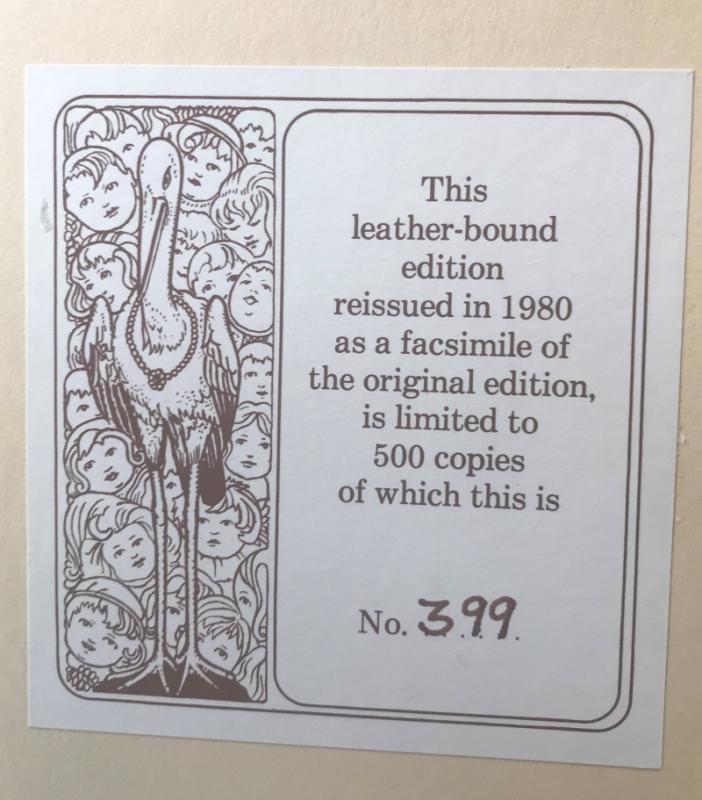 This
leather-bound
edition
reissued in 1980
as a facsimile of
the original edition,
is limited to
500 copies
of which this is
No. 399